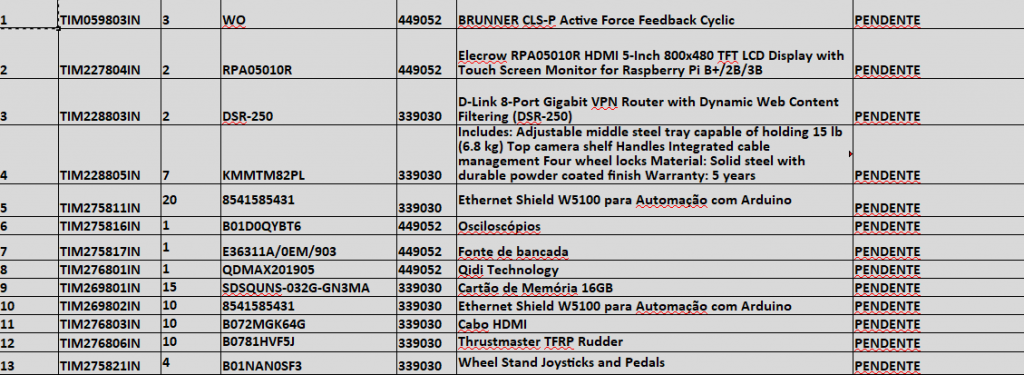 1 TIM059803IN 3 WO 449052 BRUNNER CLS-P Active Force Feedback Cyclic PENDENTE
Elecrow RPA05010R HDMI 5-Inch 800x480 TFT LCD Display with
2 TIM227804IN 2 RPA05010R 449052 Touch Screen Monitor for Raspberry Pi B+/2B/3B PENDENTE
D-Link 8-Port Gigabit VPN Router with Dynamic Web Content
3 TIM228803IN 2 DSR-250 339030 Filtering (DSR-250) PENDENTE
Includes: Adjustable middle steel tray capable of holding 15 lb
(6.8 kg) Top camera shelf Handles Integrated cable
management Four wheel locks Material: Solid steel with
4 TIM228805IN 7 KMMTM82PL 339030 durable powder coated finish Warranty: 5 years PENDENTE
5 TIM275811IN 20 8541585431 339030 Ethernet Shield W5100 para Automação com Arduino PENDENTE
6 TIM275816IN 1 B01D0QYBT6 449052 Osciloscópios PENDENTE
7 TIM275817IN 1 E36311A/0EM/903 449052 Fonte de bancada PENDENTE
8 TIM276801IN 1 QDMAX201905 449052 Qidi Technology PENDENTE
9 TIM269801IN 15 SDSQUNS-032G-GN3MA 339030 Cartão de Memória 16GB PENDENTE
10 TIM269802IN 10 8541585431 339030 Ethernet Shield W5100 para Automação com Arduino PENDENTE
11 TIM276803IN 10 B072MGK64G 339030 Cabo HDMI PENDENTE
12 TIM276806IN 10 B0781HVF5J 339030 Thrustmaster TFRP Rudder PENDENTE
13 TIM275821IN 4 B01NAN0SF3 339030 Wheel Stand Joysticks and Pedals PENDENTE